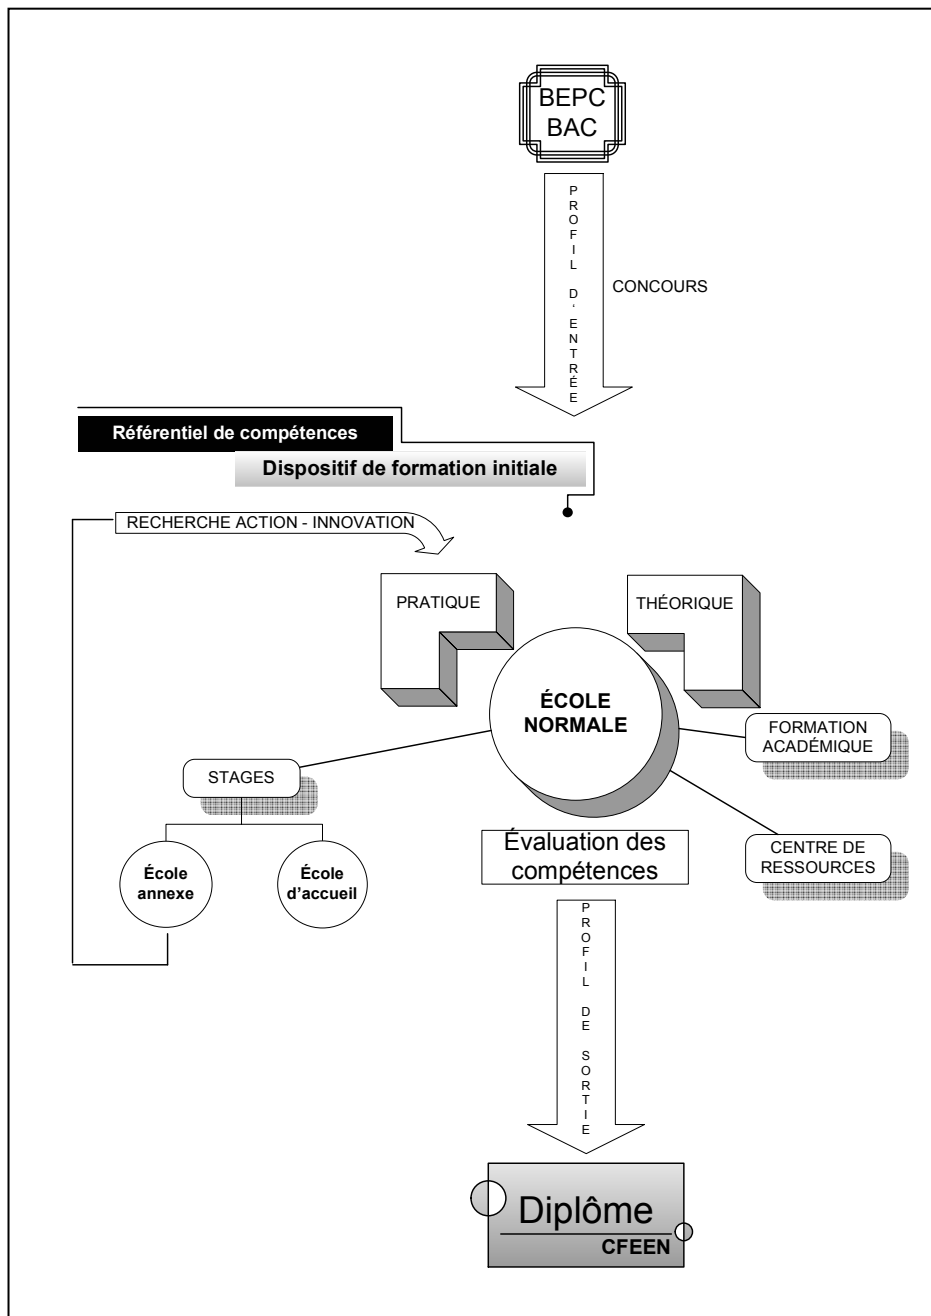 BEPC
BAC
PROFIL D' ENTRÉE
CONCOURS
Référentiel de compétences
Dispositif de formation initiale
RECHERCHE ACTION - INNOVATION
PRATIQUE
THÉORIQUE
ÉCOLE
NORMALE
FORMATION
ACADÉMIQUE
STAGES
CENTRE DE
RESSOURCES
Évaluation des
compétences
École
annexe
École
d'accueil
PROFIL DE SORTIE
Diplôme
CFEEN